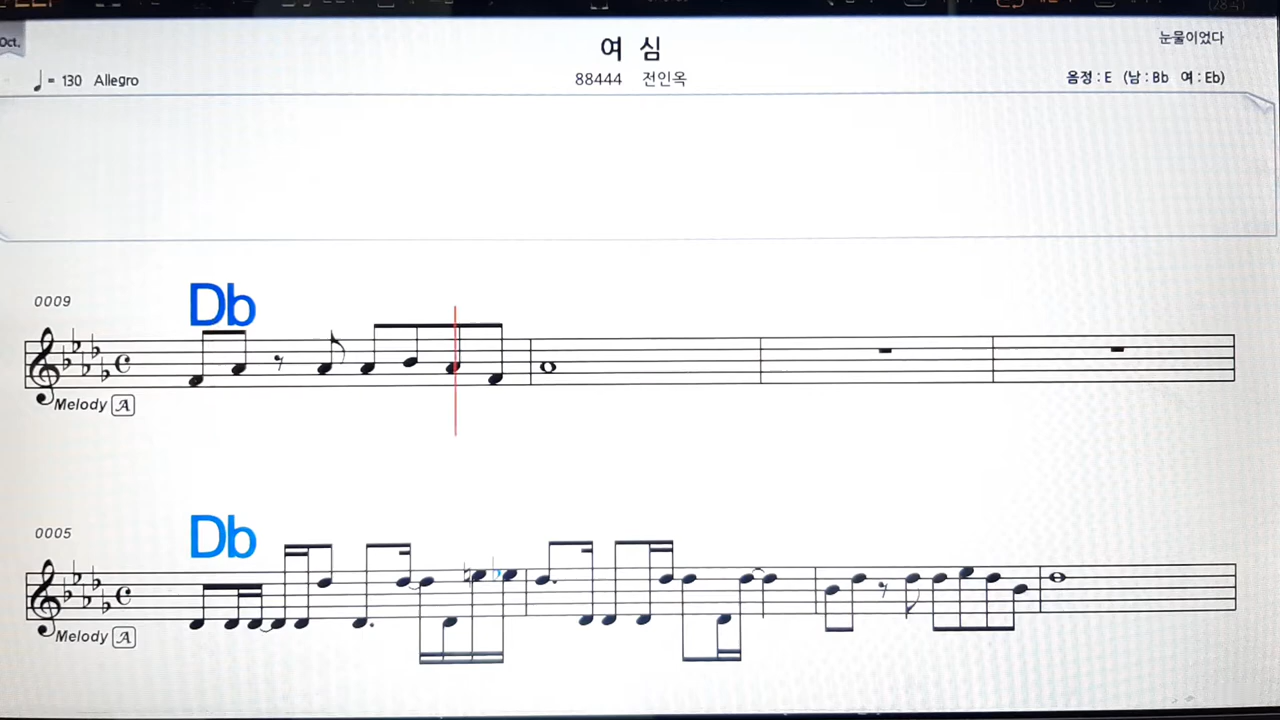 Oct.
여 심
눈물이었다
♩= 130 Allegro
88444 전인옥
음정 : E (남 : Bb 여 : Eb)
0009
Db
Melody A
0005
Db
Melody A